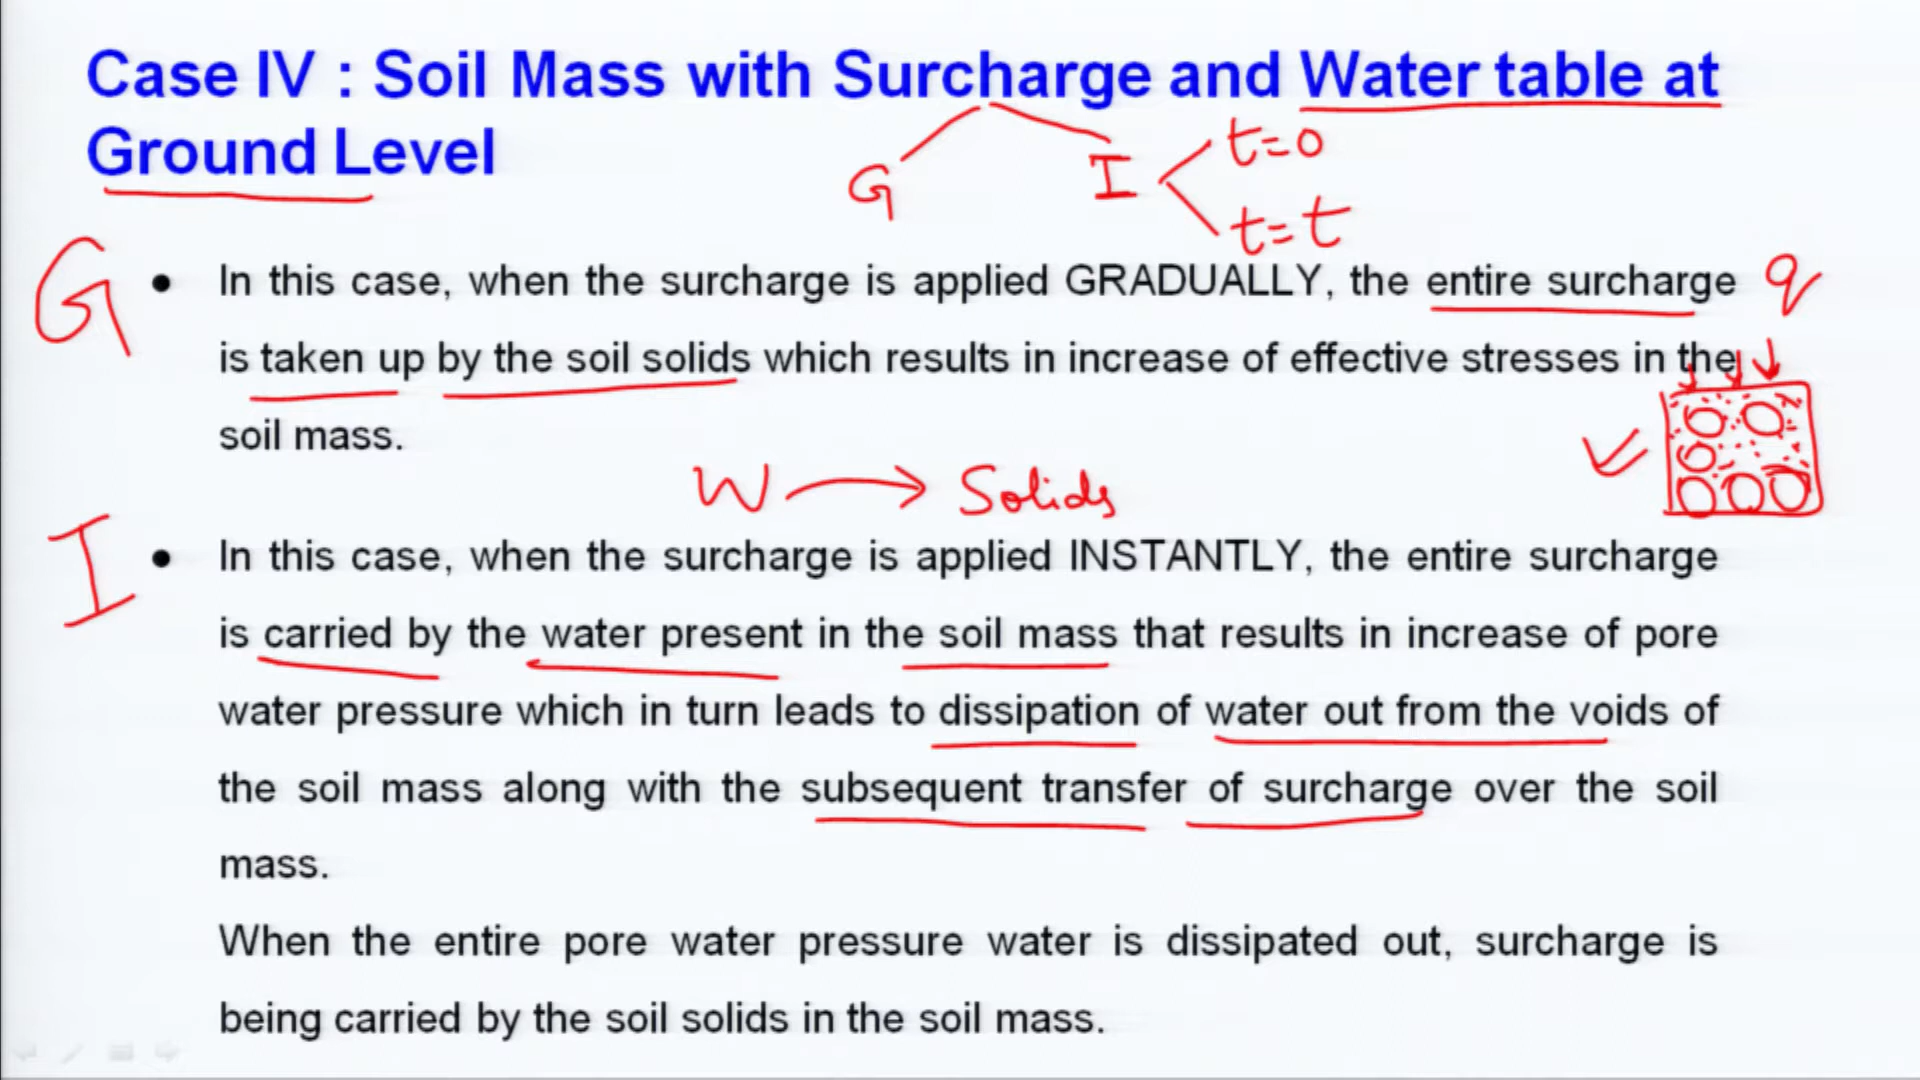 Case IV : Soil Mass with Surcharge and Water table at
Ground Level
G
I
t=0
t=t
G
In this case, when the surcharge is applied GRADUALLY, the entire surcharge
q
is taken up by the soil solids which results in increase of effective stresses in the
soil mass.
W → Solids
I
In this case, when the surcharge is applied INSTANTLY, the entire surcharge
is carried by the water present in the soil mass that results in increase of pore
water pressure which in turn leads to dissipation of water out from the voids of
the soil mass along with the subsequent transfer of surcharge over the soil
mass.
When the entire pore water pressure water is dissipated out, surcharge is
being carried by the soil solids in the soil mass.